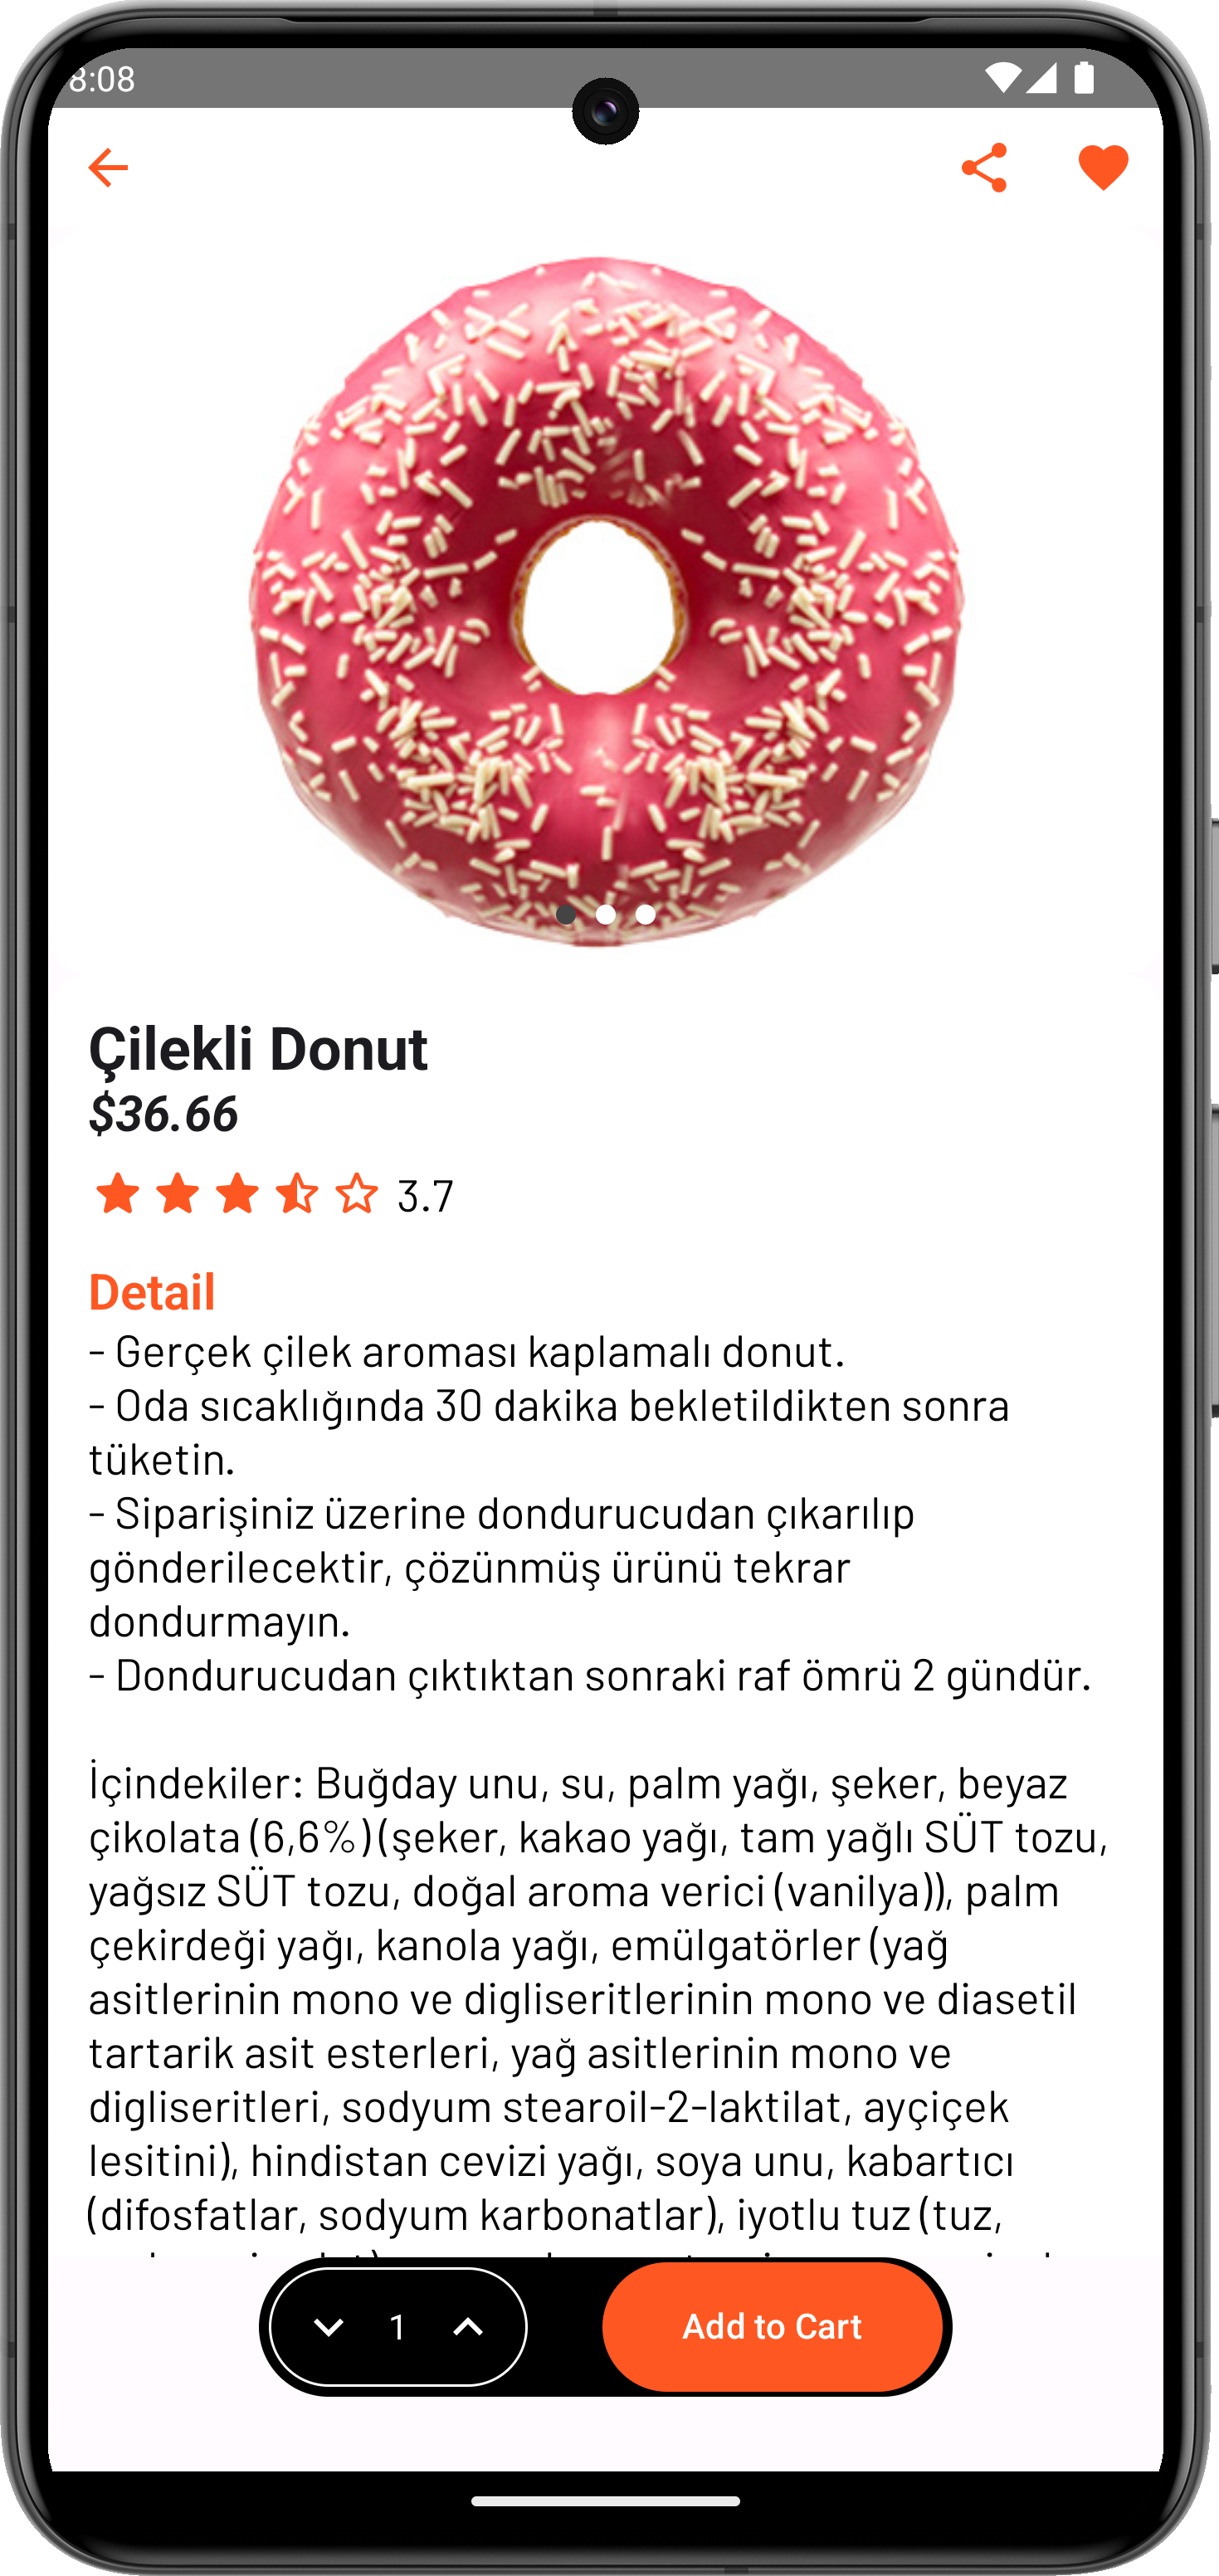 8:08
Çilekli Donut
$36.66
3.7
Detail
- Gerçek çilek aroması kaplamalı donut.
- Oda sıcaklığında 30 dakika bekletildikten sonra
tüketin.
- Siparişiniz üzerine dondurucudan çıkarılıp
gönderilecektir, çözünmüş ürünü tekrar
dondurmayın.
- Dondurucudan çıktıktan sonraki raf ömrü 2 gündür.
İçindekiler: Buğday unu, su, palm yağı, şeker, beyaz
çikolata (6,6%) (şeker, kakao yağı, tam yağlı SÜT tozu,
yağsız SÜT tozu, doğal aroma verici (vanilya)), palm
çekirdeği yağı, kanola yağı, emülgatörler (yağ
asitlerinin mono ve digliseritlerinin mono ve diasetil
tartarik asit esterleri, yağ asitlerinin mono ve
digliseritleri, sodyum stearoil-2-laktilat, ayçiçek
lesitini), hindistan cevizi yağı, soya unu, kabartıcı
(difosfatlar, sodyum karbonatlar), iyotlu tuz (tuz,
1
Add to Cart